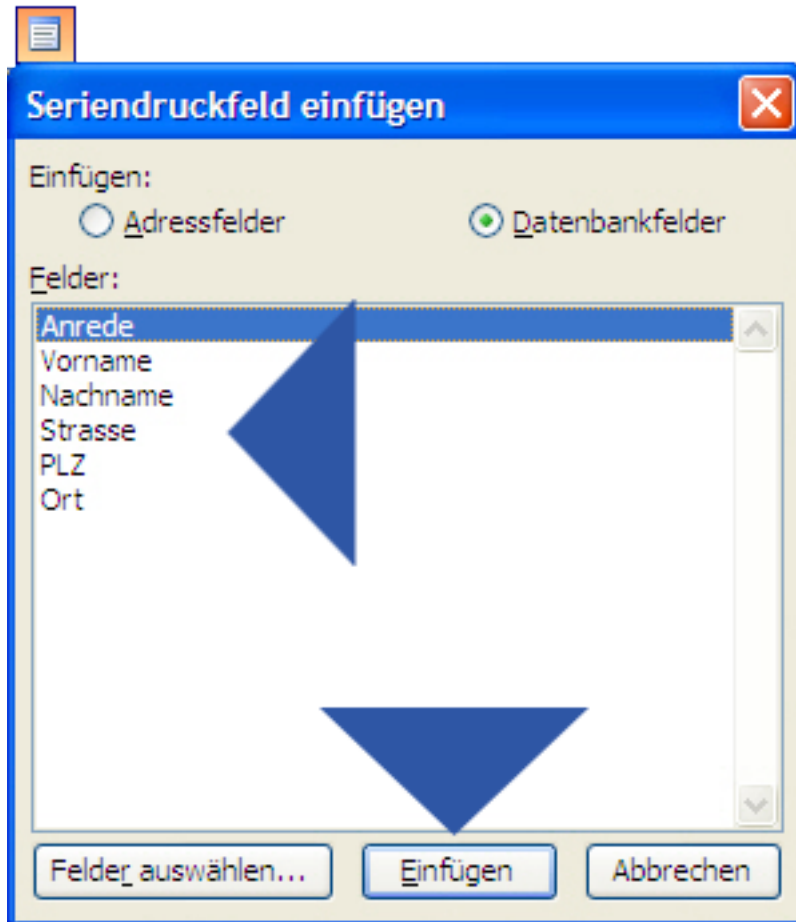 Seriendruckfeld einfügen
Einfügen:
Adressfelder Datenbankfelder
Felder:
Anrede
Vorname
Nachname
Strasse
PLZ
Ort
Felder auswählen... Einfügen Abbrechen